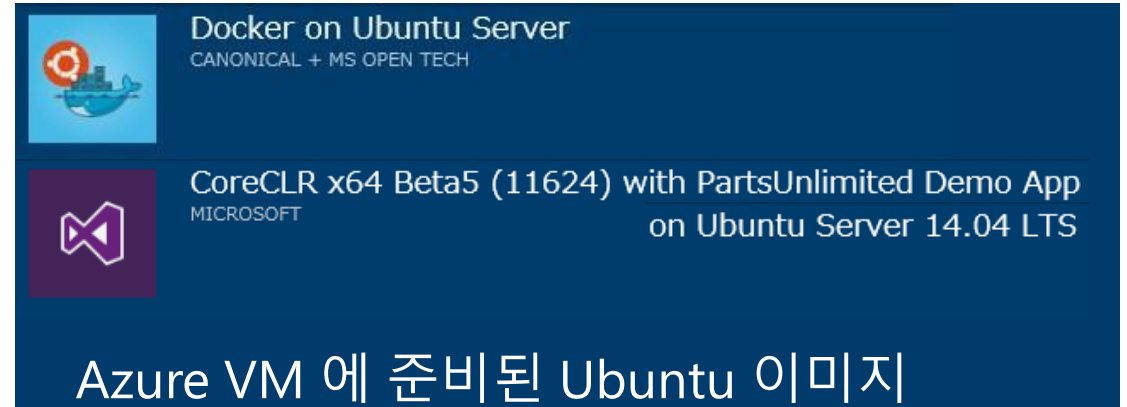 Docker on Ubuntu Server
CANONICAL + MS OPEN TECH
CoreCLR x64 Beta5 (11624) with PartsUnlimited Demo App
MICROSOFT
on Ubuntu Server 14.04 LTS
Azure VM 에 준비된 Ubuntu 이미지